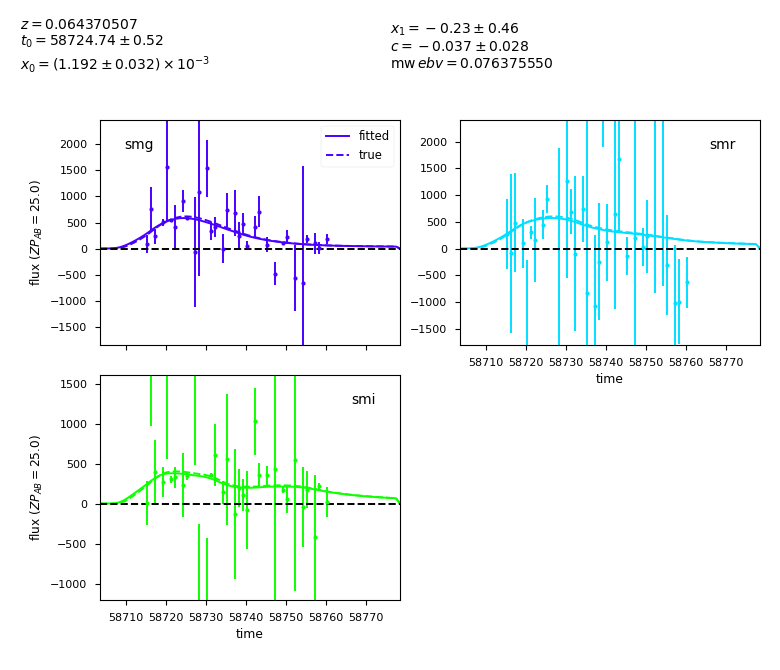 z = 0.064370507
t₀ = 58724.74 ± 0.52
x₀ = (1.192 ± 0.032) × 10⁻³
x₁ = −0.23 ± 0.46
c = −0.037 ± 0.028
mwebv = 0.076375550
smg
fitted
true
2000
1500
1000
500
0
−500
−1000
−1500
flux (ZP_AB = 25.0)
smr
2000
1500
1000
500
0
−500
−1000
−1500
58710 58720 58730 58740 58750 58760 58770
time
smi
1500
1000
500
0
−500
−1000
flux (ZP_AB = 25.0)
58710 58720 58730 58740 58750 58760 58770
time